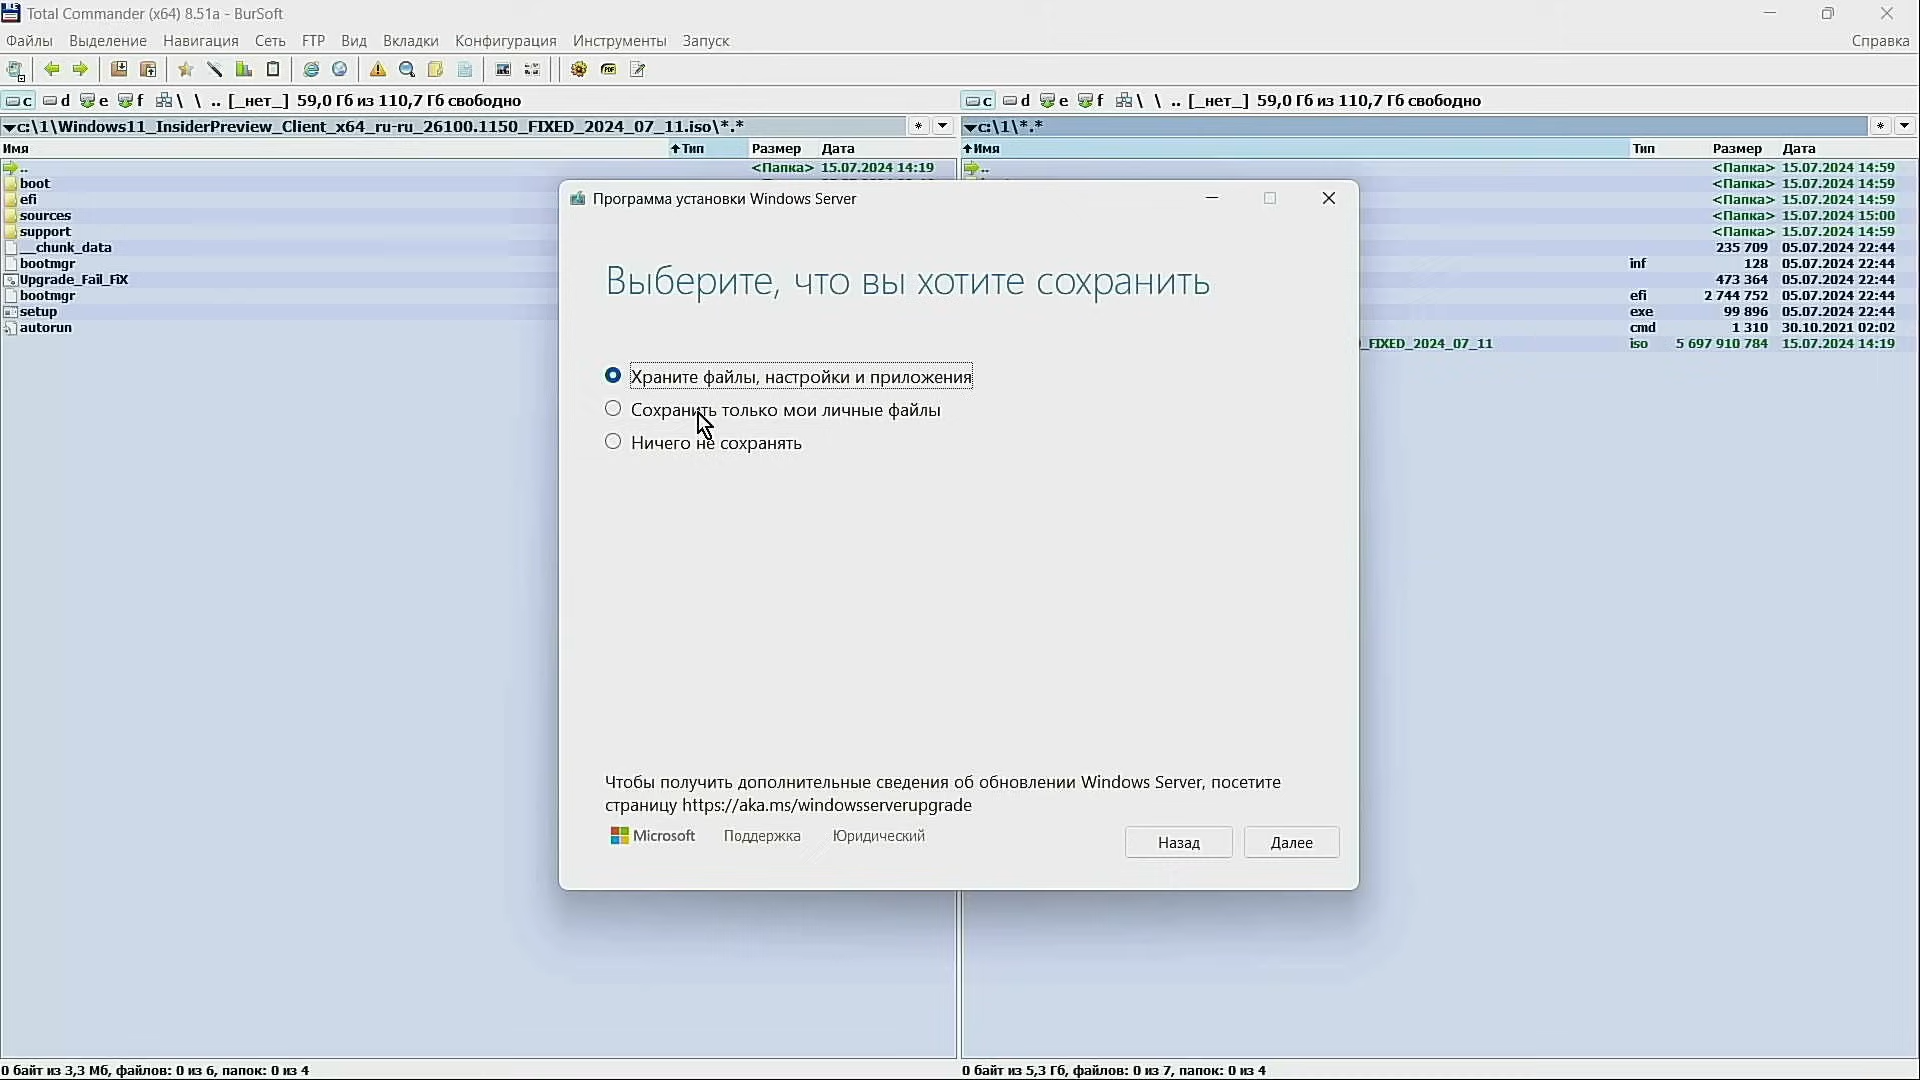 Total Commander (x64) 8.51a - BurSoft
Файлы Выделение Навигация Сеть FTP Вид Вкладки Конфигурация Инструменты Запуск Справка
c d e f \ \ .. [_нет_] 59,0 Гб из 110,7 Гб свободно
c d e f \ \ .. [_нет_] 59,0 Гб из 110,7 Гб свободно
c:\1\Windows11_InsiderPreview_Client_x64_ru-ru_26100.1150_FIXED_2024_07_11.iso\*.* *
c:\1\*.* *
Имя Тип Размер Дата
Имя Тип Размер Дата
.. <Папка> 15.07.2024 14:19
boot
efi
sources
support
__chunk_data
bootmgr
Upgrade_Fail_FiX
bootmgr
setup
autorun
.. <Папка> 15.07.2024 14:59
<Папка> 15.07.2024 14:59
<Папка> 15.07.2024 14:59
<Папка> 15.07.2024 15:00
<Папка> 15.07.2024 14:59
235 709 05.07.2024 22:44
inf 128 05.07.2024 22:44
473 364 05.07.2024 22:44
efi 2 744 752 05.07.2024 22:44
exe 99 896 05.07.2024 22:44
cmd 1 310 30.10.2021 02:02
_FIXED_2024_07_11 iso 5 697 910 784 15.07.2024 14:19
Программа установки Windows Server
Выберите, что вы хотите сохранить
Храните файлы, настройки и приложения
Сохранить только мои личные файлы
Ничего не сохранять
Чтобы получить дополнительные сведения об обновлении Windows Server, посетите
страницу https://aka.ms/windowsserverupgrade
Microsoft Поддержка Юридический
Назад Далее
0 байт из 3,3 Мб, файлов: 0 из 6, папок: 0 из 4
0 байт из 5,3 Гб, файлов: 0 из 7, папок: 0 из 4